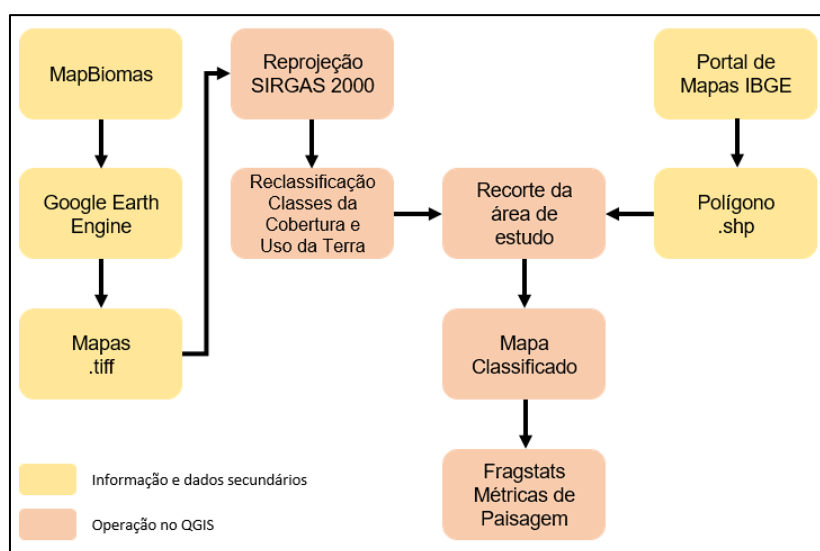 MapBiomas
Google Earth
Engine
Mapas
.tiff
Reprojeção
SIRGAS 2000
Reclassificação
Classes da
Cobertura e
Uso da Terra
Recorte da
área de
estudo
Portal de
Mapas IBGE
Polígono
.shp
Mapa
Classificado
Fragstats
Métricas de
Paisagem
Informação e dados secundários
Operação no QGIS